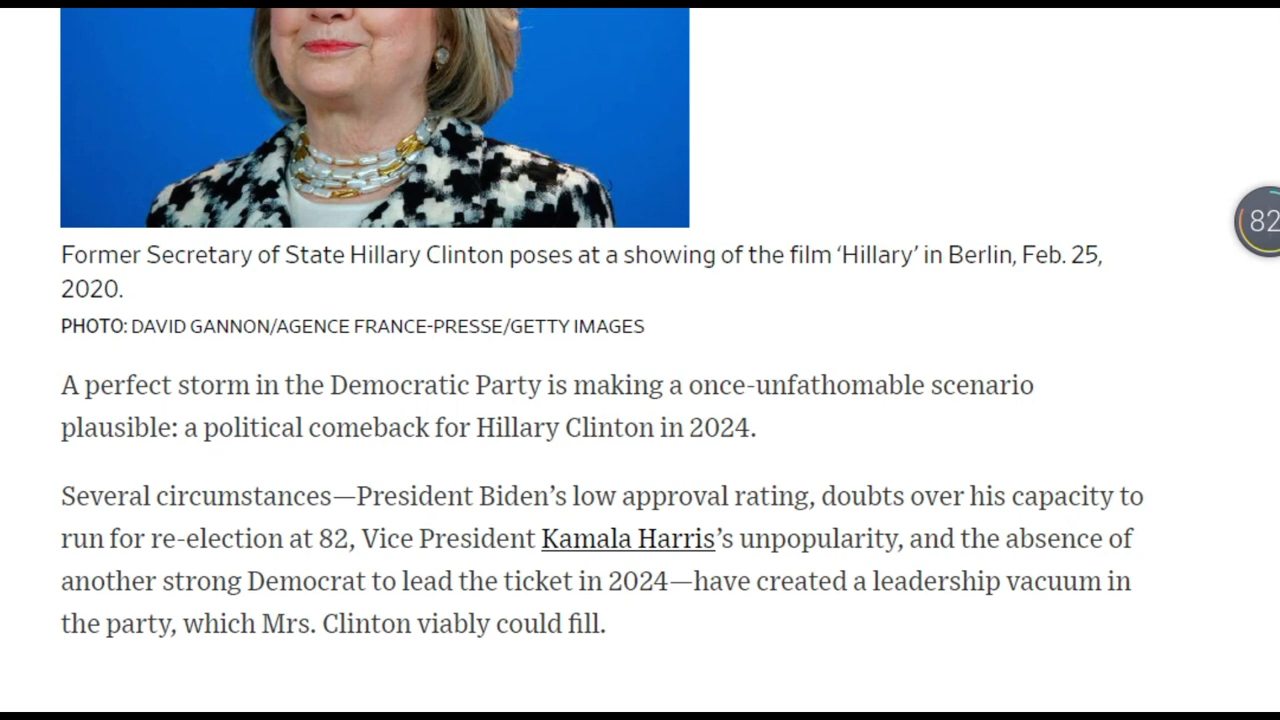 Former Secretary of State Hillary Clinton poses at a showing of the film ‘Hillary’ in Berlin, Feb. 25,
2020.
PHOTO: DAVID GANNON/AGENCE FRANCE-PRESSE/GETTY IMAGES
A perfect storm in the Democratic Party is making a once-unfathomable scenario
plausible: a political comeback for Hillary Clinton in 2024.
Several circumstances—President Biden’s low approval rating, doubts over his capacity to
run for re-election at 82, Vice President Kamala Harris’s unpopularity, and the absence of
another strong Democrat to lead the ticket in 2024—have created a leadership vacuum in
the party, which Mrs. Clinton viably could fill.
82